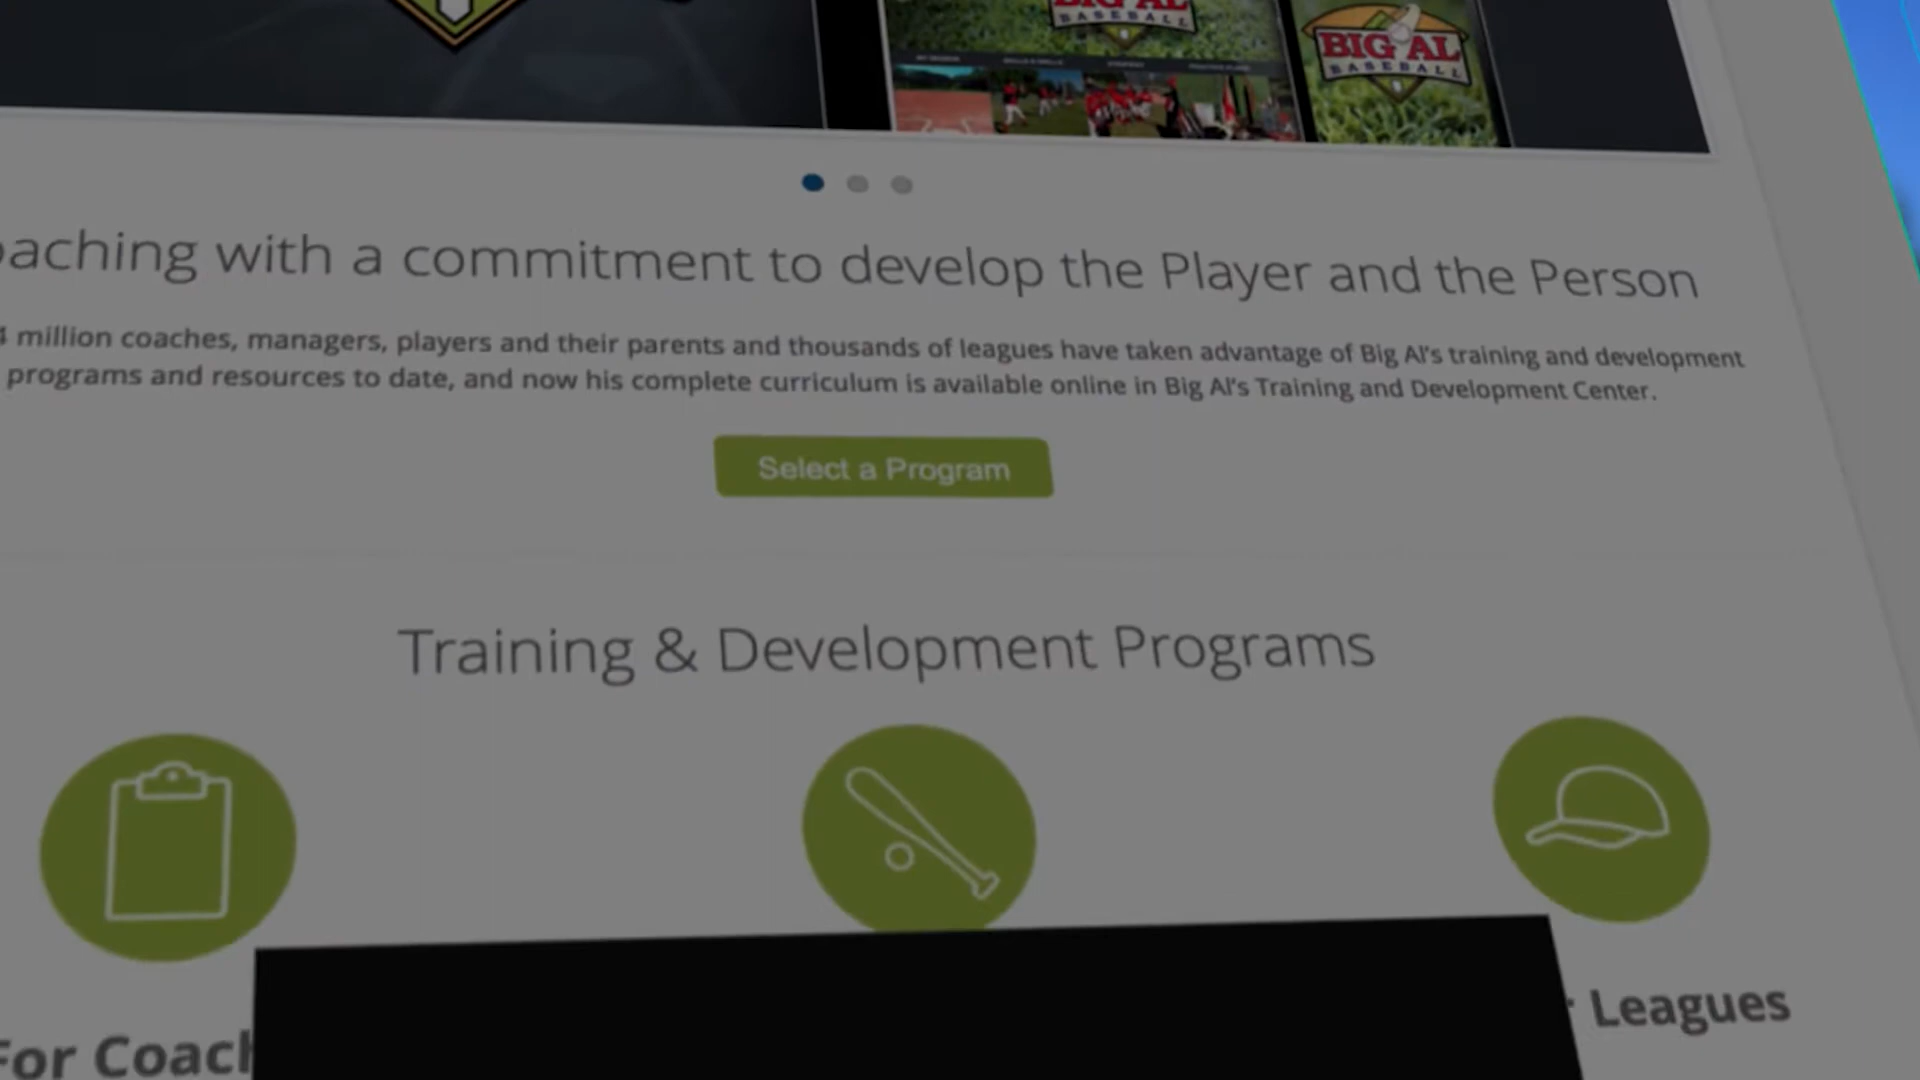 BIG AL
BASEBALL
BIG AL
BASEBALL
aching with a commitment to develop the Player and the Person
million coaches, managers, players and their parents and thousands of leagues have taken advantage of Big Al's training and development
programs and resources to date, and now his complete curriculum is available online in Big Al's Training and Development Center.
Select a Program
Training & Development Programs
For Coach
Leagues